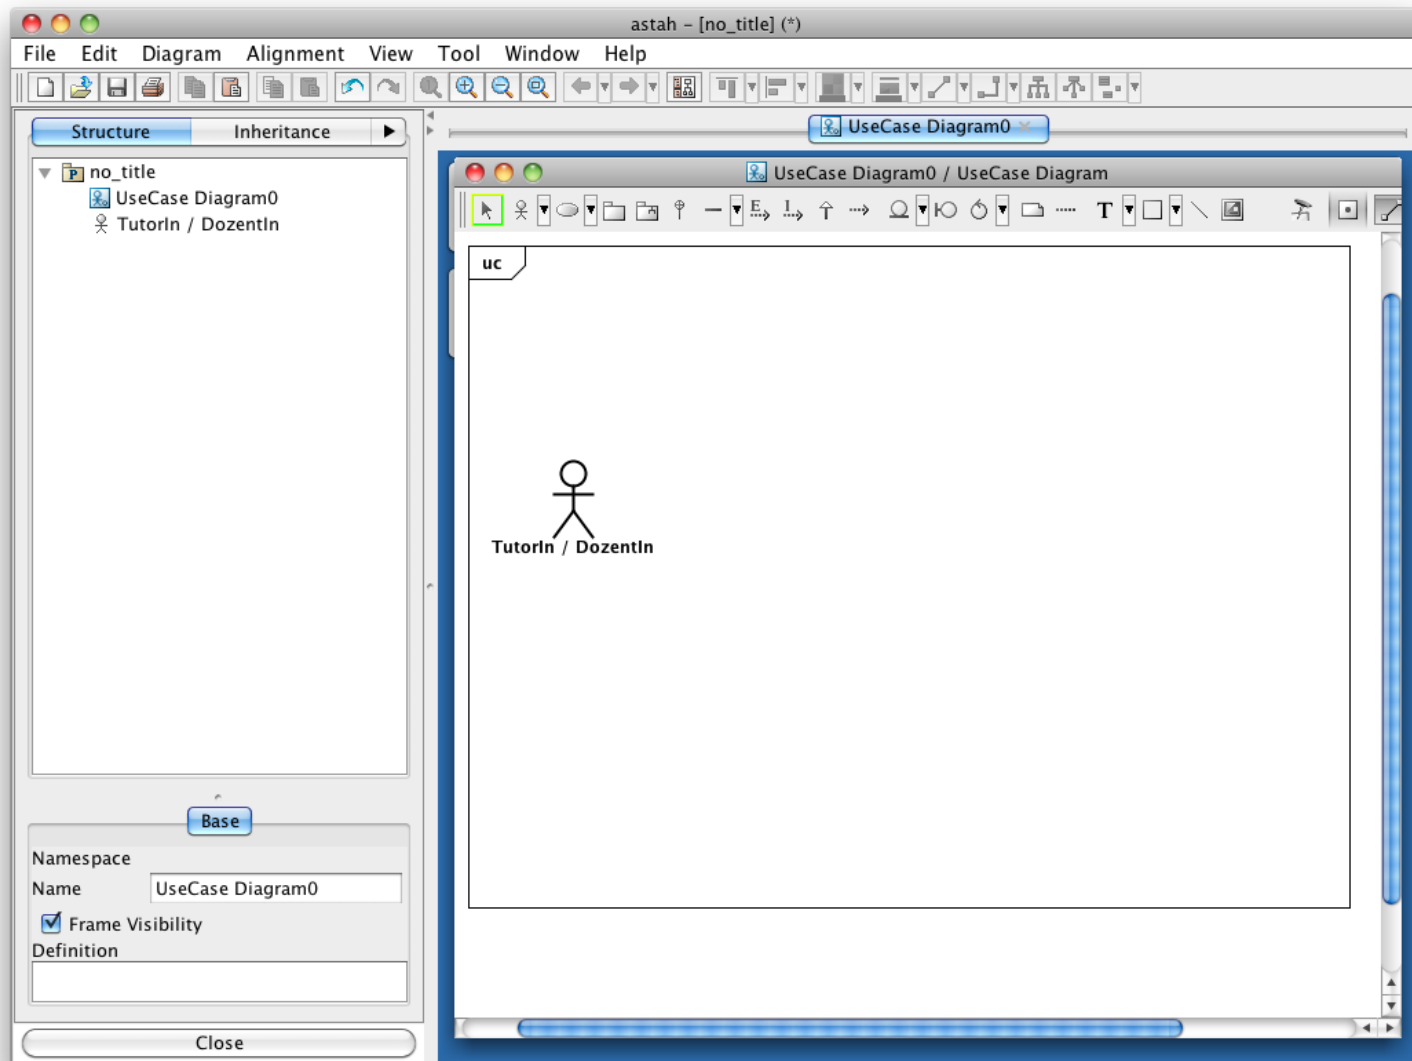 astah - [no_title] (*)
File Edit Diagram Alignment View Tool Window Help
Structure Inheritance
UseCase Diagram0
no_title
UseCase Diagram0
TutorIn / DozentIn
UseCase Diagram0 / UseCase Diagram
T
uc
TutorIn / DozentIn
Base
Namespace
Name UseCase Diagram0
Frame Visibility
Definition
Close